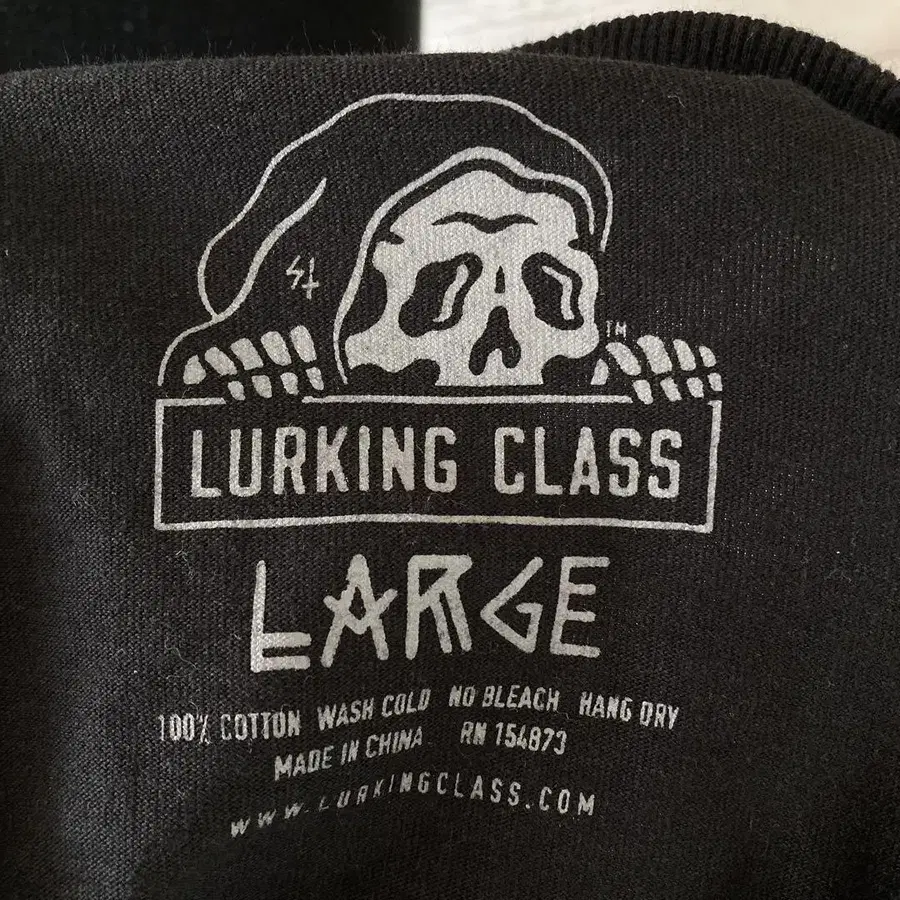 TM
LURKING CLASS
LARGE
100% COTTON WASH COLD NO BLEACH HANG DRY
MADE IN CHINA RN 154873
WWW.LURKINGCLASS.COM